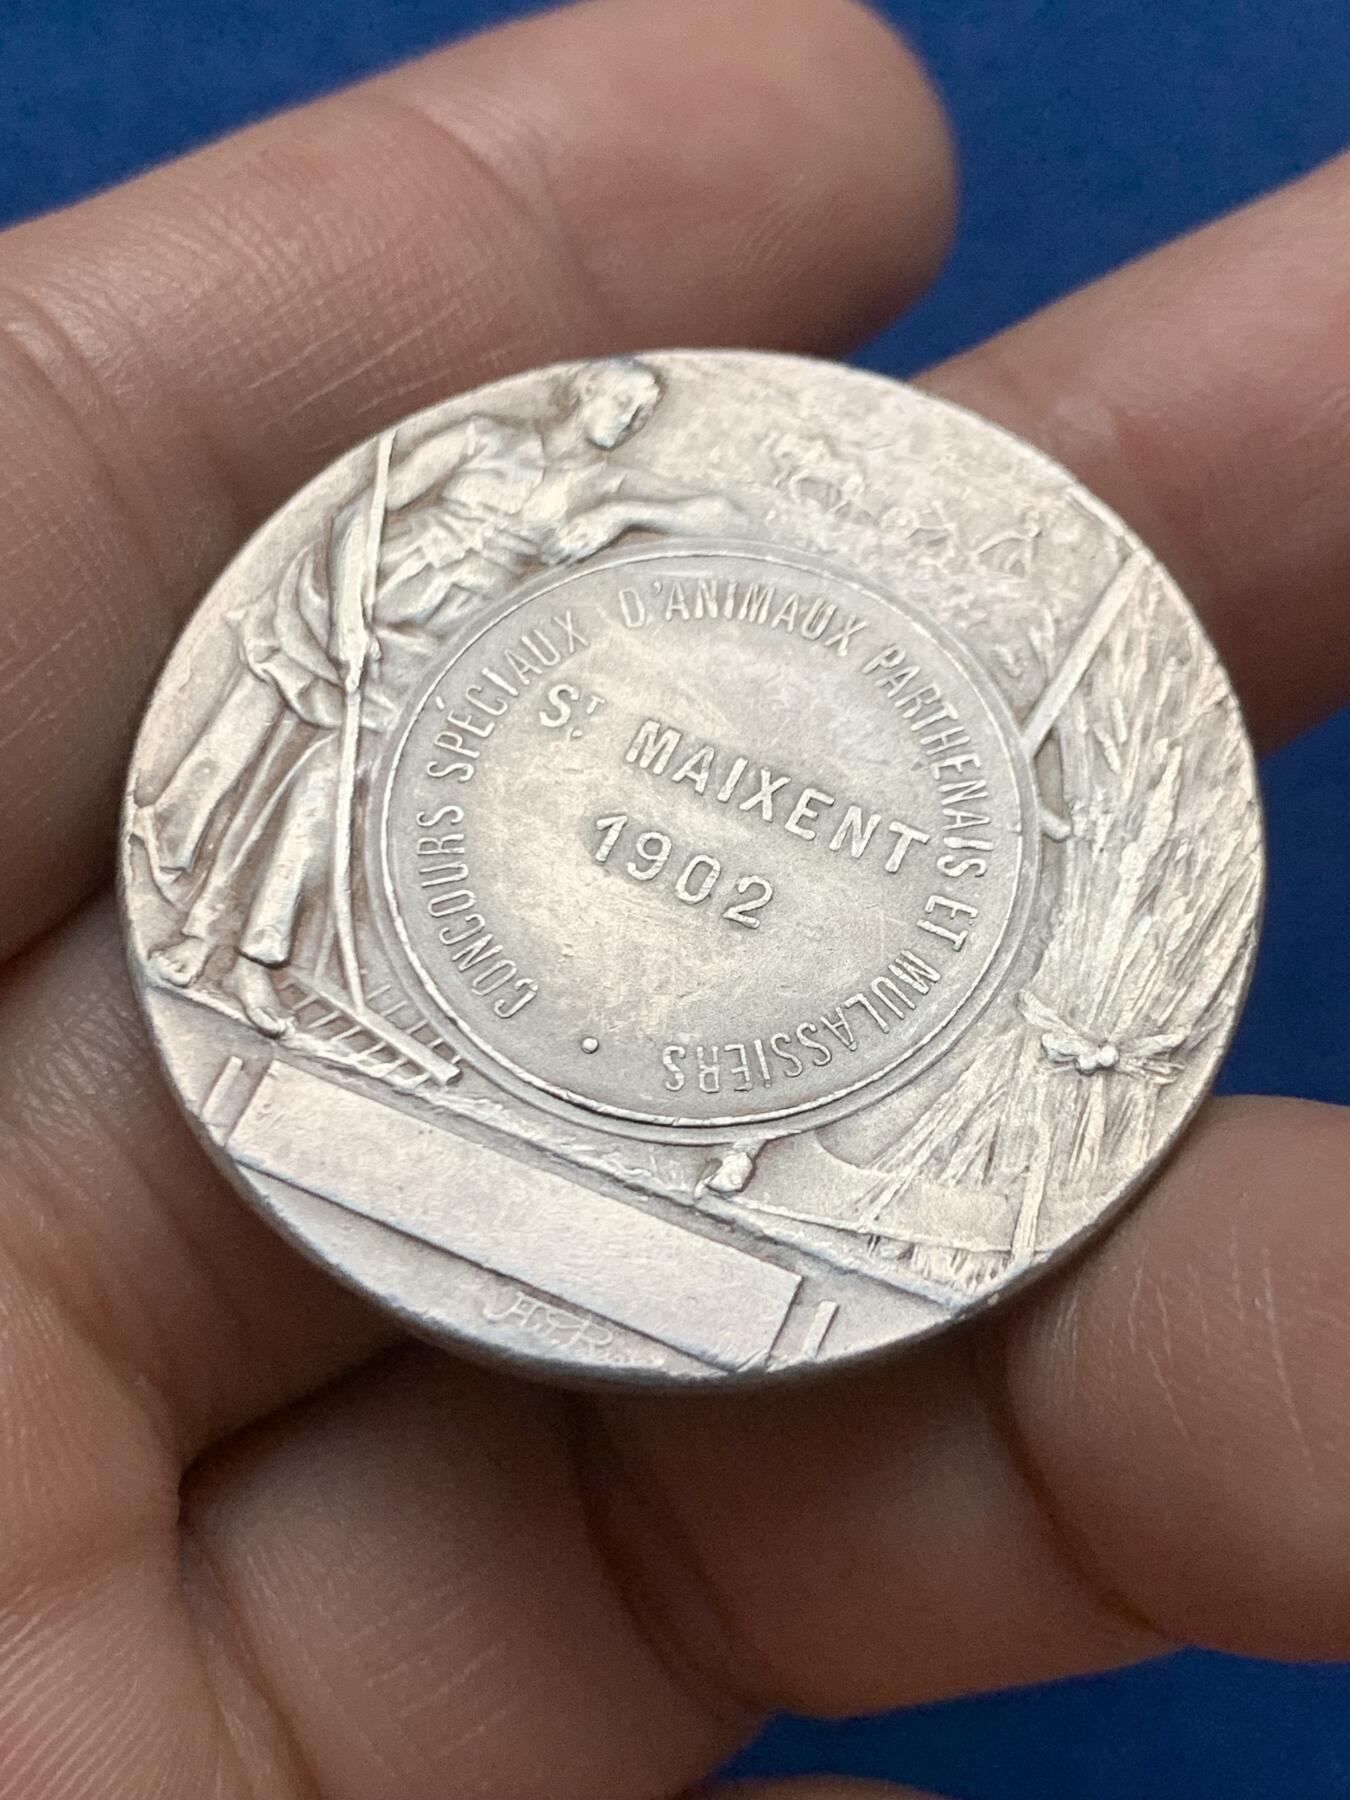 CONCOURS SPÉCIAUX D'ANIMAUX PARTHENAIS ET MULASSIERS
ST MAIXENT
1902